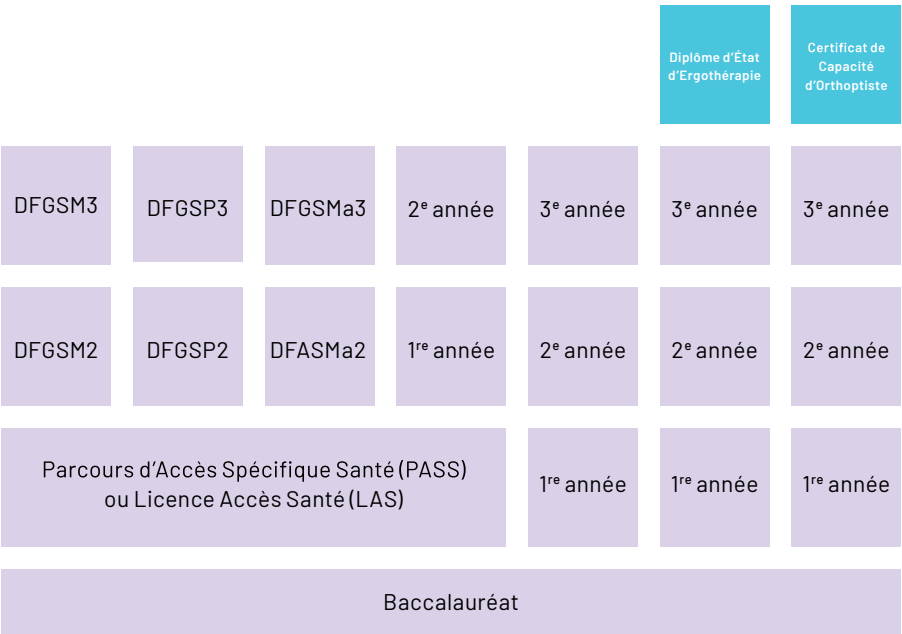 Diplôme d'État
d'Ergothérapie
Certificat de
Capacité
d'Orthoptiste
DFGSM3
DFGSP3
DFGSMa3
2ᵉ année
3ᵉ année
3ᵉ année
3ᵉ année
DFGSM2
DFGSP2
DFASMa2
1ʳᵉ année
2ᵉ année
2ᵉ année
2ᵉ année
Parcours d'Accès Spécifique Santé (PASS)
ou Licence Accès Santé (LAS)
1ʳᵉ année
1ʳᵉ année
1ʳᵉ année
Baccalauréat